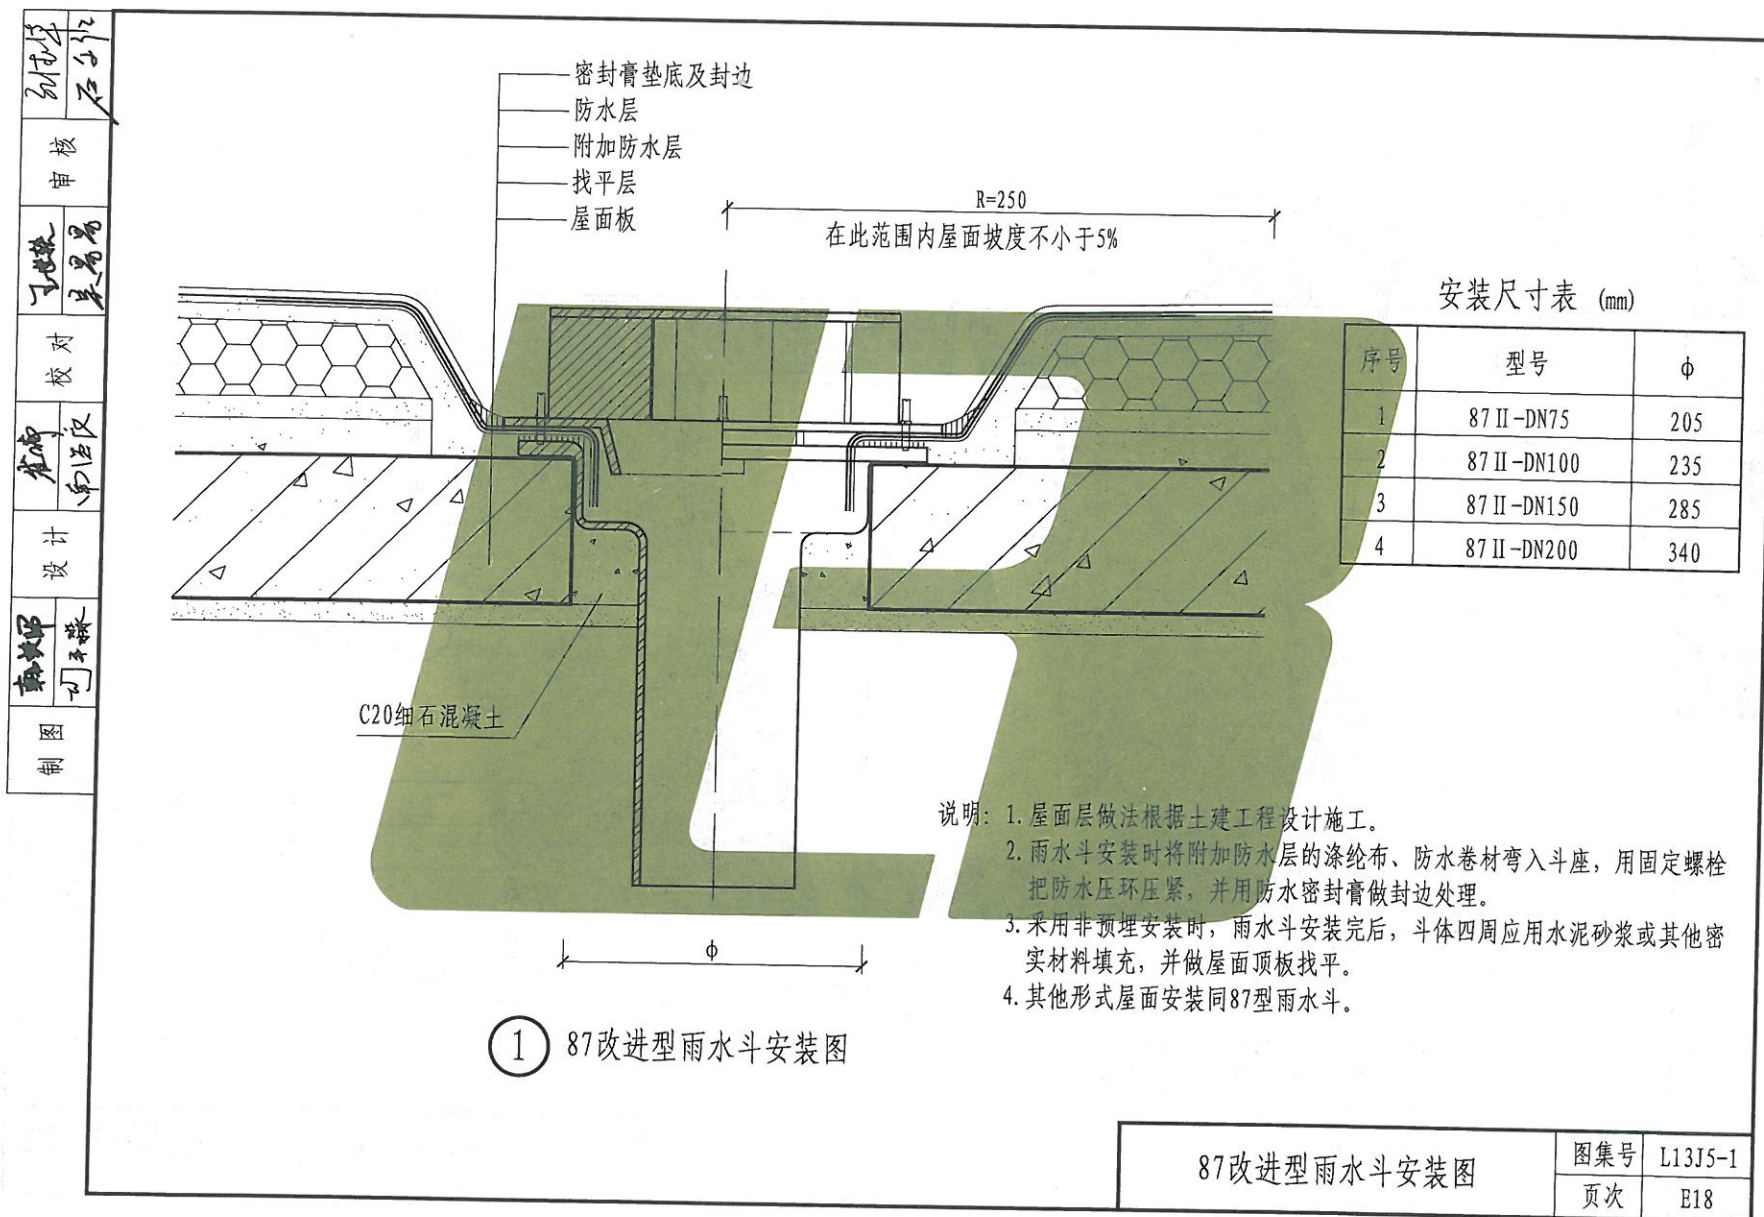 密封膏垫底及封边
防水层
附加防水层
找平层
屋面板
R=250
在此范围内屋面坡度不小于5%
安装尺寸表 (mm)
序号 型号 φ
1 87Ⅱ-DN75 205
2 87Ⅱ-DN100 235
3 87Ⅱ-DN150 285
4 87Ⅱ-DN200 340
C20细石混凝土
φ
说明: 1. 屋面层做法根据土建工程设计施工。
2. 雨水斗安装时将附加防水层的涤纶布、防水卷材弯入斗座，用固定螺栓
把防水压环压紧，并用防水密封膏做封边处理。
3. 采用非预埋安装时，雨水斗安装完后，斗体四周应用水泥砂浆或其他密
实材料填充，并做屋面顶板找平。
4. 其他形式屋面安装同87型雨水斗。
1 87改进型雨水斗安装图
87改进型雨水斗安装图
图集号 L13J5-1
页次 E18
审核
校对
设计
制图